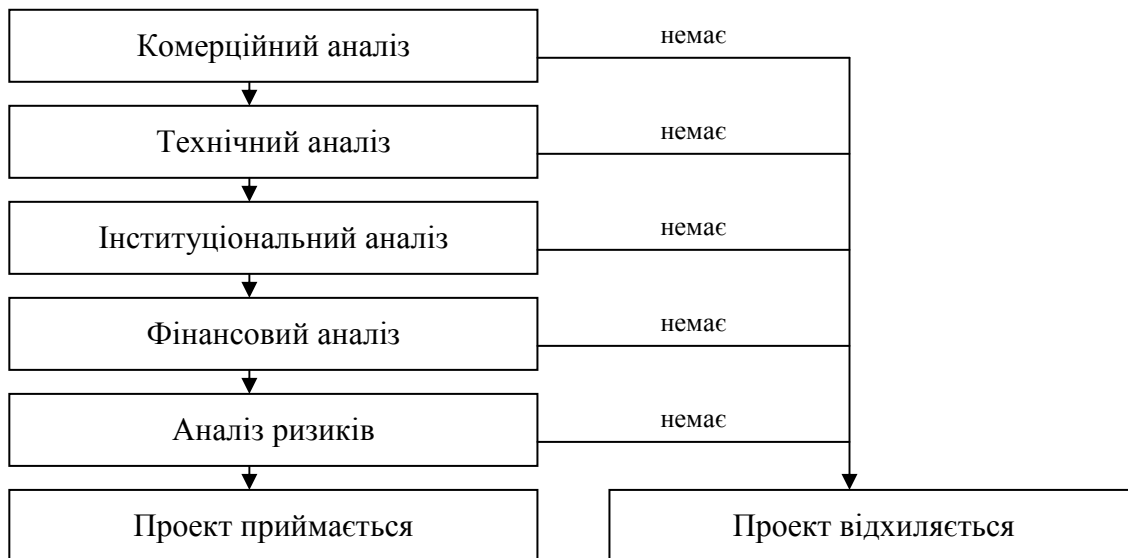 Комерційний аналіз
немає
Технічний аналіз
немає
Інституціональний аналіз
немає
Фінансовий аналіз
немає
Аналіз ризиків
немає
Проект приймається
Проект відхиляється